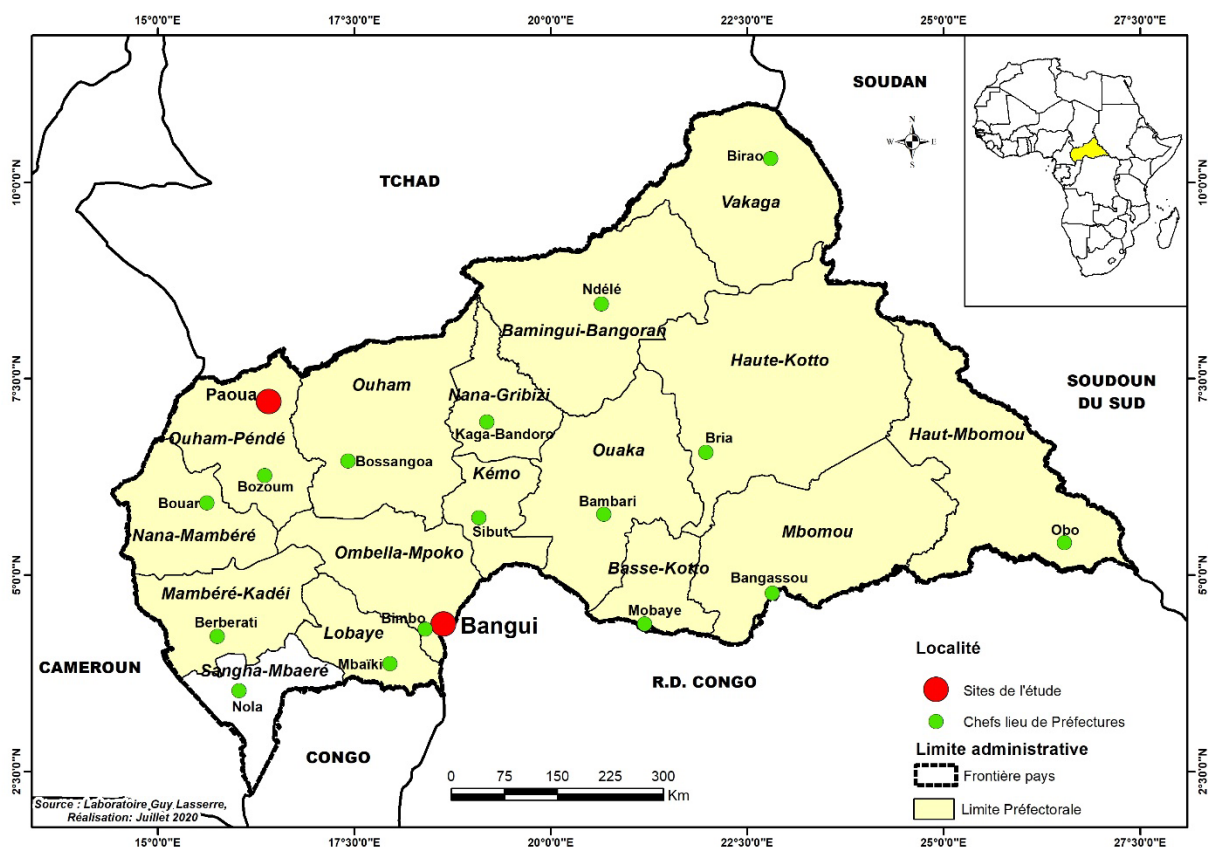 15°0'0"E
17°30'0"E
20°0'0"E
22°30'0"E
25°0'0"E
27°30'0"E
SOUDAN
N
W
E
S
10°0'0"N
10°0'0"N
TCHAD
Birao
Vakaga
Ndélé
Bamingui-Bangoran
Haute-Kotto
7°30'0"N
7°30'0"N
SOUDOUN
DU SUD
Paoua
Ouham
Nana-Gribizi
Kaga-Bandoro
Ouham-Péndé
Ouaka
Bria
Haut-Mbomou
Bossangoa
Kémo
Bozoum
Bouar
Bambari
Sibut
Nana-Mambéré
Ombella-Mpoko
Mbomou
Obo
5°0'0"N
5°0'0"N
Basse-Kotto
Bangassou
Mambéré-Kadéi
Berberati
Lobaye
Bimbo
Bangui
Mobaye
CAMEROUN
Sangha-Mbaeré
Mbaïki
Nola
R.D. CONGO
CONGO
Localité
Sites de l'étude
Chefs lieu de Préfectures
Limite administrative
Frontière pays
Limite Préfectorale
2°30'0"N
2°30'0"N
0 75 150 225 300
Km
Source : Laboratoire Guy Lasserre,
Réalisation: Juillet 2020
15°0'0"E
17°30'0"E
20°0'0"E
22°30'0"E
25°0'0"E
27°30'0"E